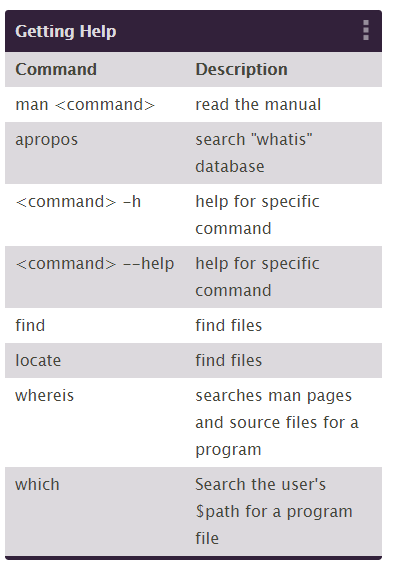 Getting Help
Command Description
man <command> read the manual
apropos search "whatis"
database
<command> -h help for specific
command
<command> --help help for specific
command
find find files
locate find files
whereis searches man pages
and source files for a
program
which Search the user's
$path for a program
file